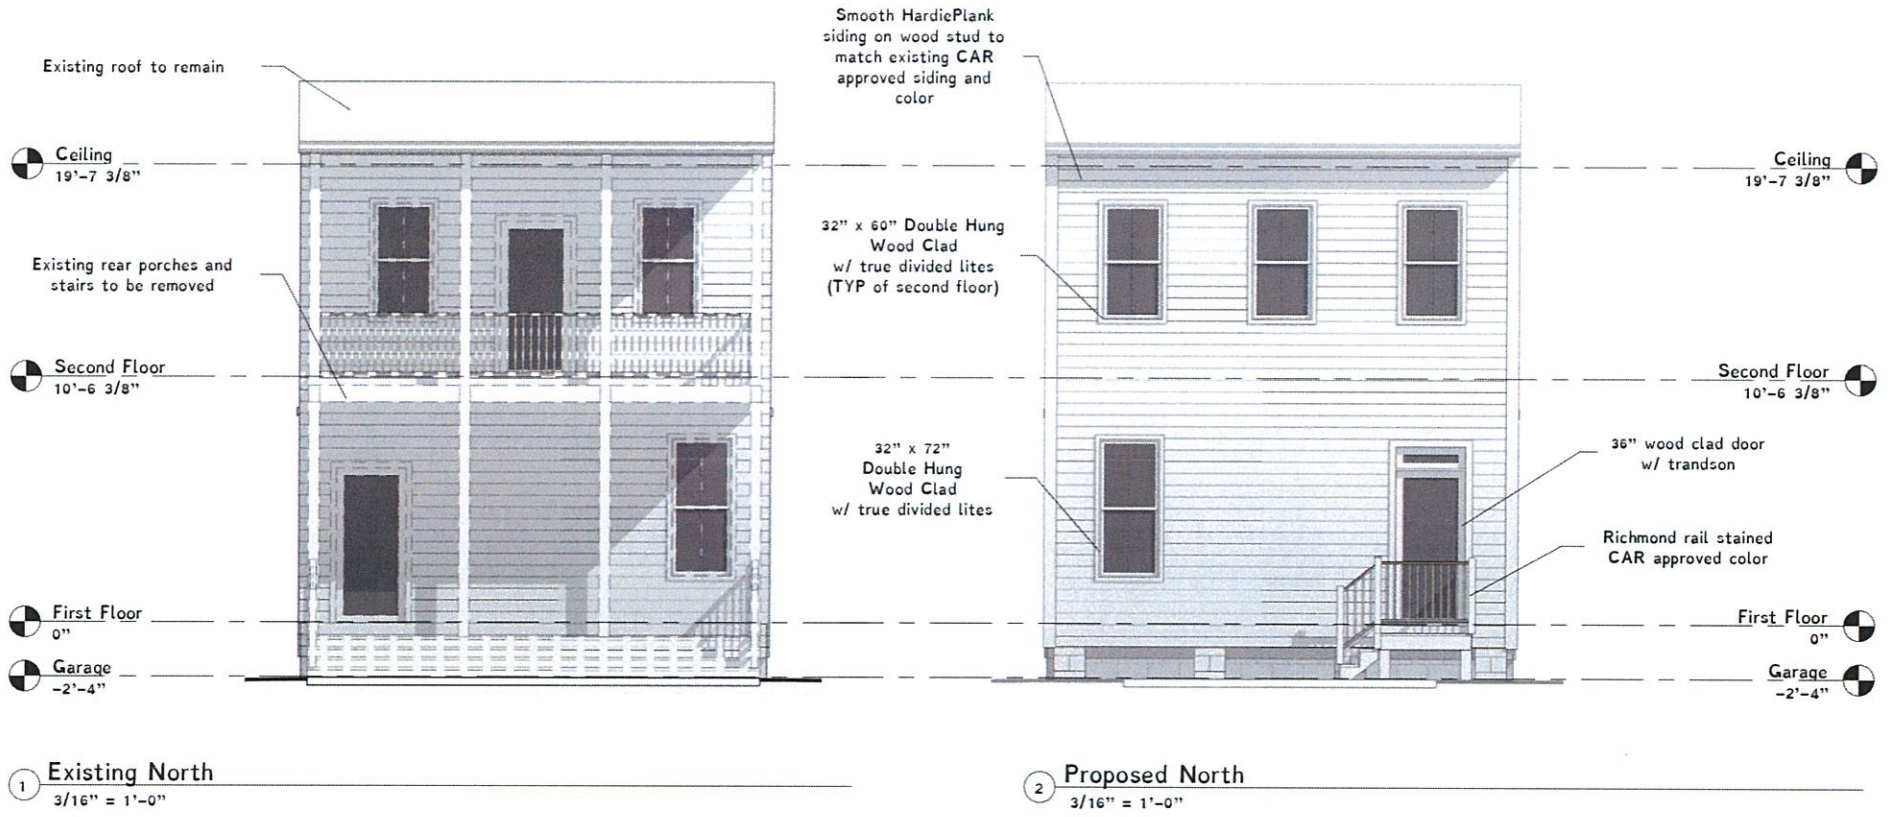 Existing roof to remain
Ceiling
19'-7 3/8"
Existing rear porches and
stairs to be removed
Second Floor
10'-6 3/8"
First Floor
0"
Garage
-2'-4"
1
Existing North
3/16" = 1'-0"
Smooth HardiePlank
siding on wood stud to
match existing CAR
approved siding and
color
32" x 60" Double Hung
Wood Clad
w/ true divided lites
(TYP of second floor)
32" x 72"
Double Hung
Wood Clad
w/ true divided lites
Ceiling
19'-7 3/8"
Second Floor
10'-6 3/8"
36" wood clad door
w/ trandson
Richmond rail stained
CAR approved color
First Floor
0"
Garage
-2'-4"
2
Proposed North
3/16" = 1'-0"